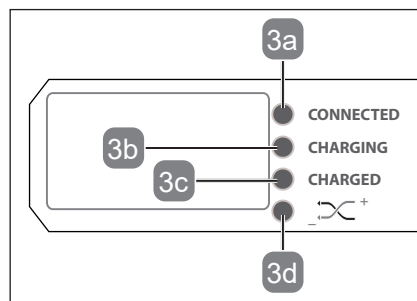 3a
CONNECTED
3b
CHARGING
3c
CHARGED
+
–
3d